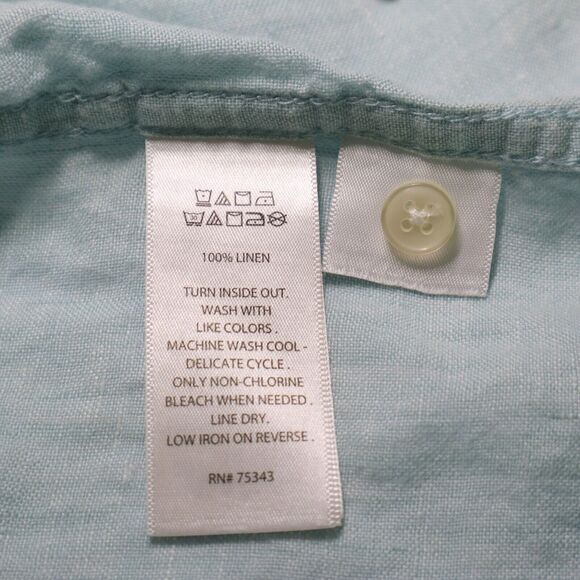 100% LINEN
TURN INSIDE OUT.
WASH WITH
LIKE COLORS .
MACHINE WASH COOL -
DELICATE CYCLE .
ONLY NON-CHLORINE
BLEACH WHEN NEEDED .
LINE DRY.
LOW IRON ON REVERSE .
RN# 75343